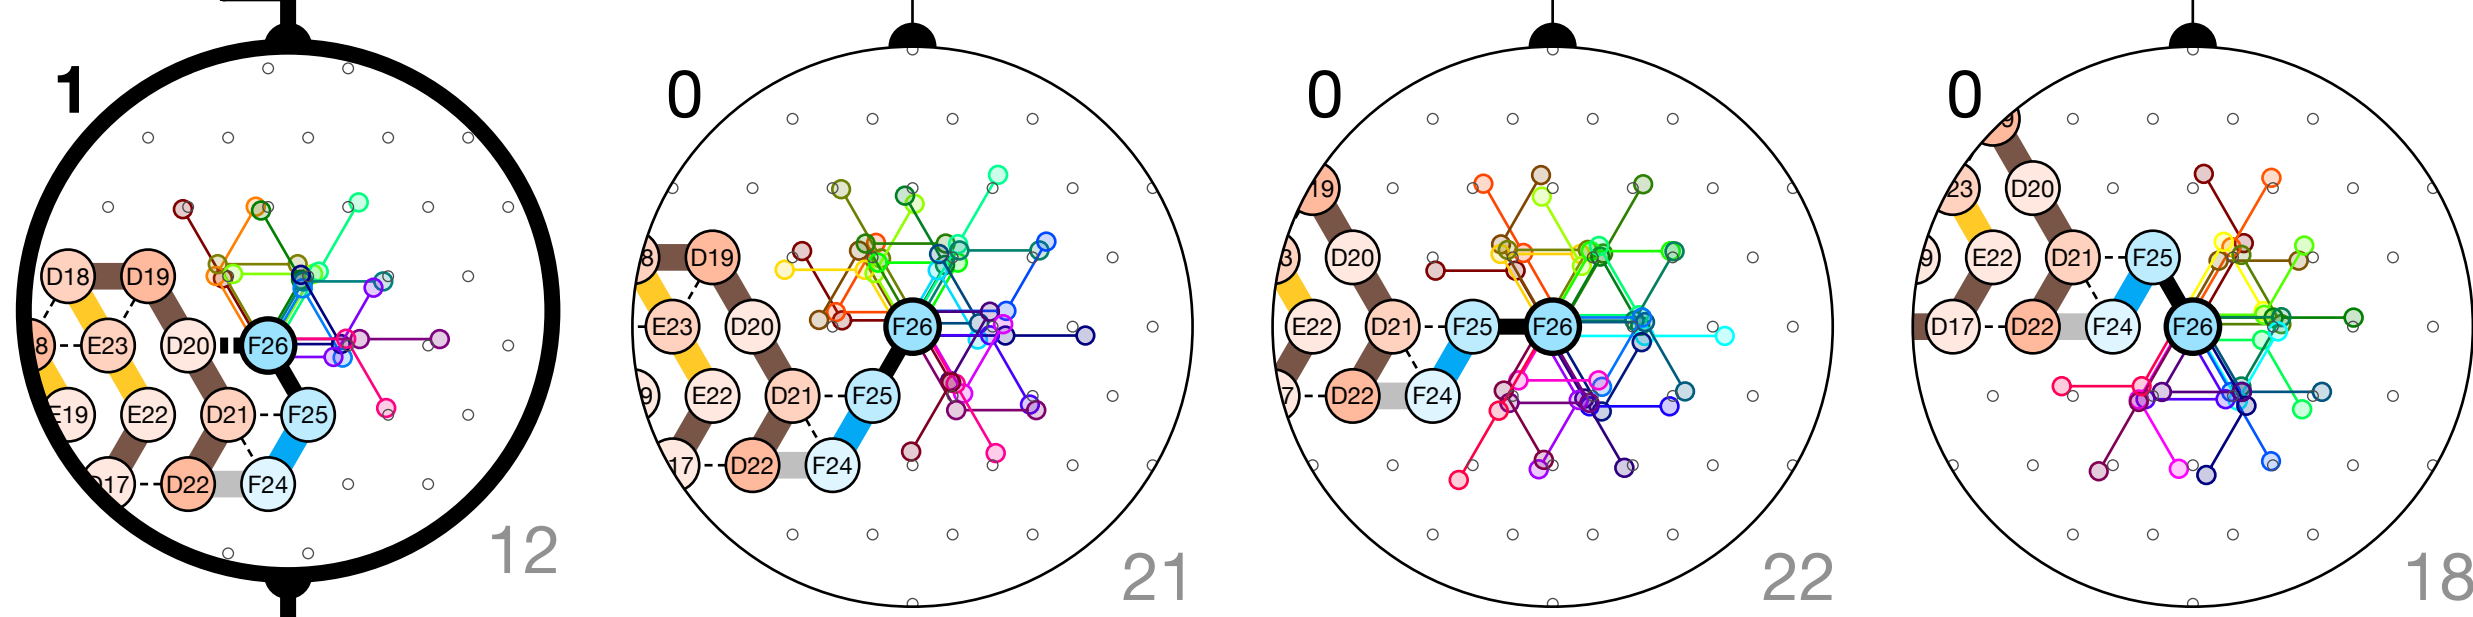 1
D18 D19
8 E23 D20 F26
E19 E22 D21 F25
D17 D22 F24
12
0
8 D19
E23 D20 F26
9 E22 D21 F25
17 D22 F24
21
0
19
3 D20
E22 D21 F25 F26
7 D22 F24
22
0
9
23 D20
9 E22 D21 F25
D17 D22 F24 F26
18